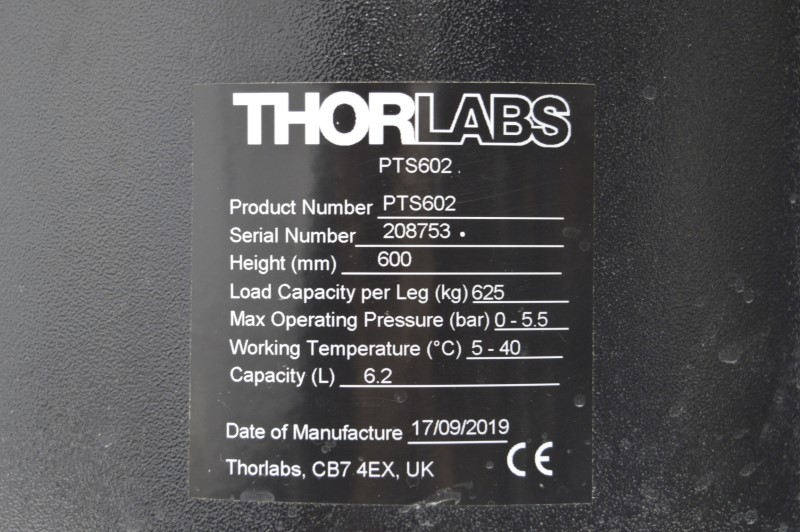 THORLABS
PTS602
Product Number PTS602
Serial Number 208753
Height (mm) 600
Load Capacity per Leg (kg) 625
Max Operating Pressure (bar) 0 - 5.5
Working Temperature (°C) 5 - 40
Capacity (L) 6.2
Date of Manufacture 17/09/2019
Thorlabs, CB7 4EX, UK CE